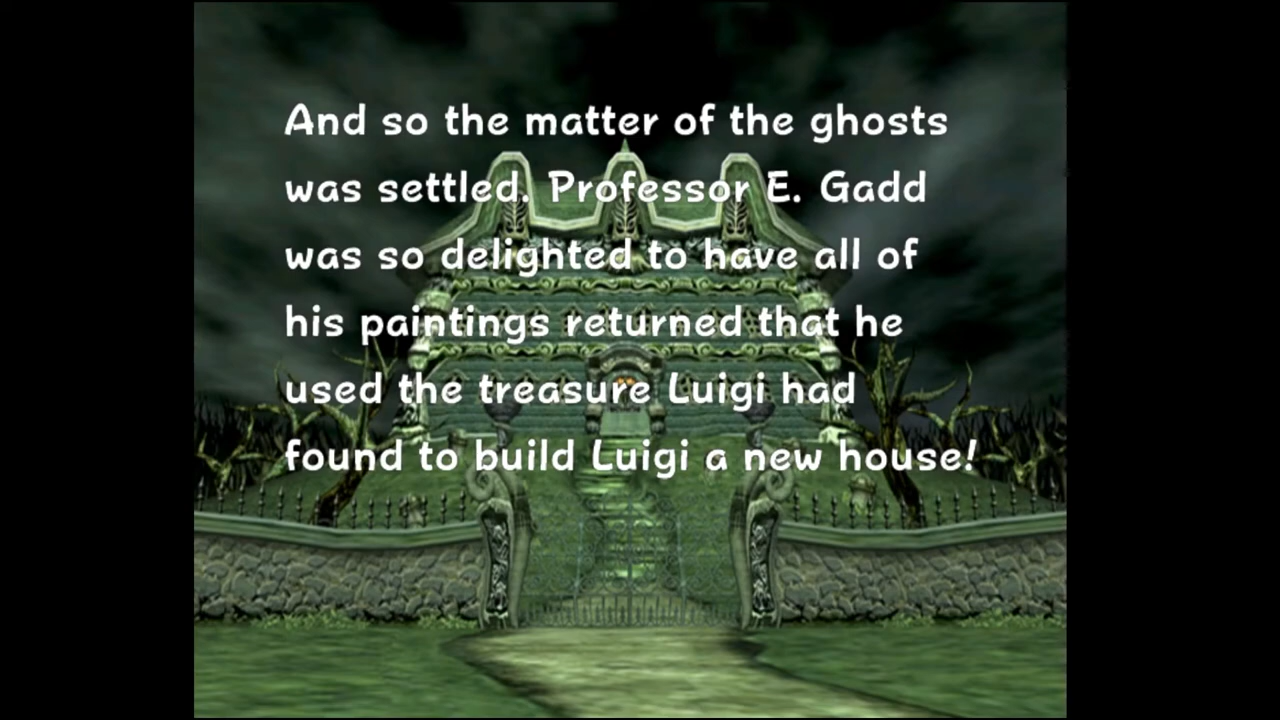 And so the matter of the ghosts
was settled. Professor E. Gadd
was so delighted to have all of
his paintings returned that he
used the treasure Luigi had
found to build Luigi a new house!